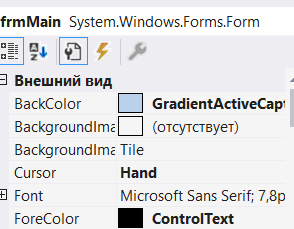 frmMain System.Windows.Forms.Form
Внешний вид
BackColor GradientActiveCapt
BackgroundIma (отсутствует)
BackgroundIma Tile
Cursor Hand
Font Microsoft Sans Serif; 7,8p
ForeColor ControlText